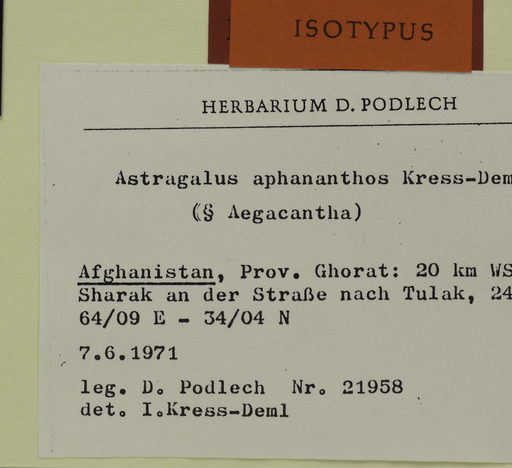 ISOTYPUS
HERBARIUM D. PODLECH
Astragalus aphananthos Kress-Dem
(§ Aegacantha)
Afghanistan, Prov. Ghorat: 20 km WS
Sharak an der Straße nach Tulak, 24
64/09 E - 34/04 N
7.6.1971
leg. D. Podlech Nr. 21958
det. I.Kress-Deml